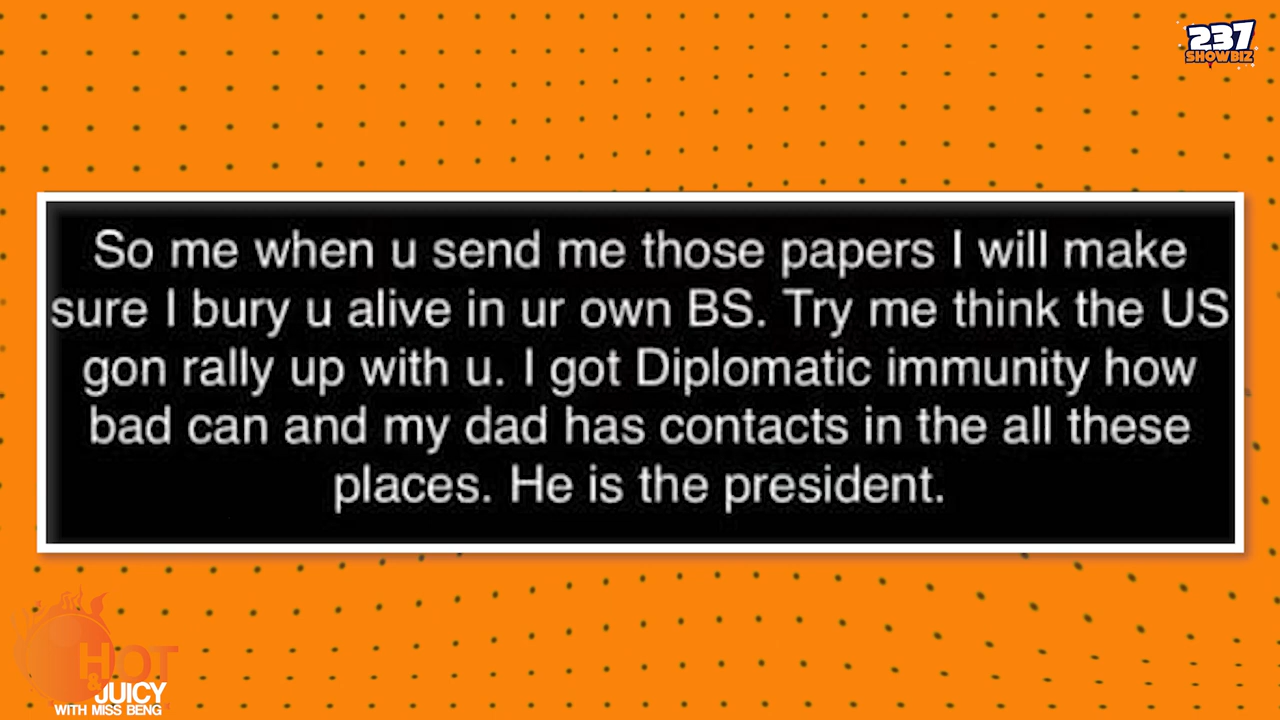 237
SHOWBIZ
So me when u send me those papers I will make
sure I bury u alive in ur own BS. Try me think the US
gon rally up with u. I got Diplomatic immunity how
bad can and my dad has contacts in the all these
places. He is the president.
HOT
& JUICY
WITH MISS BENG